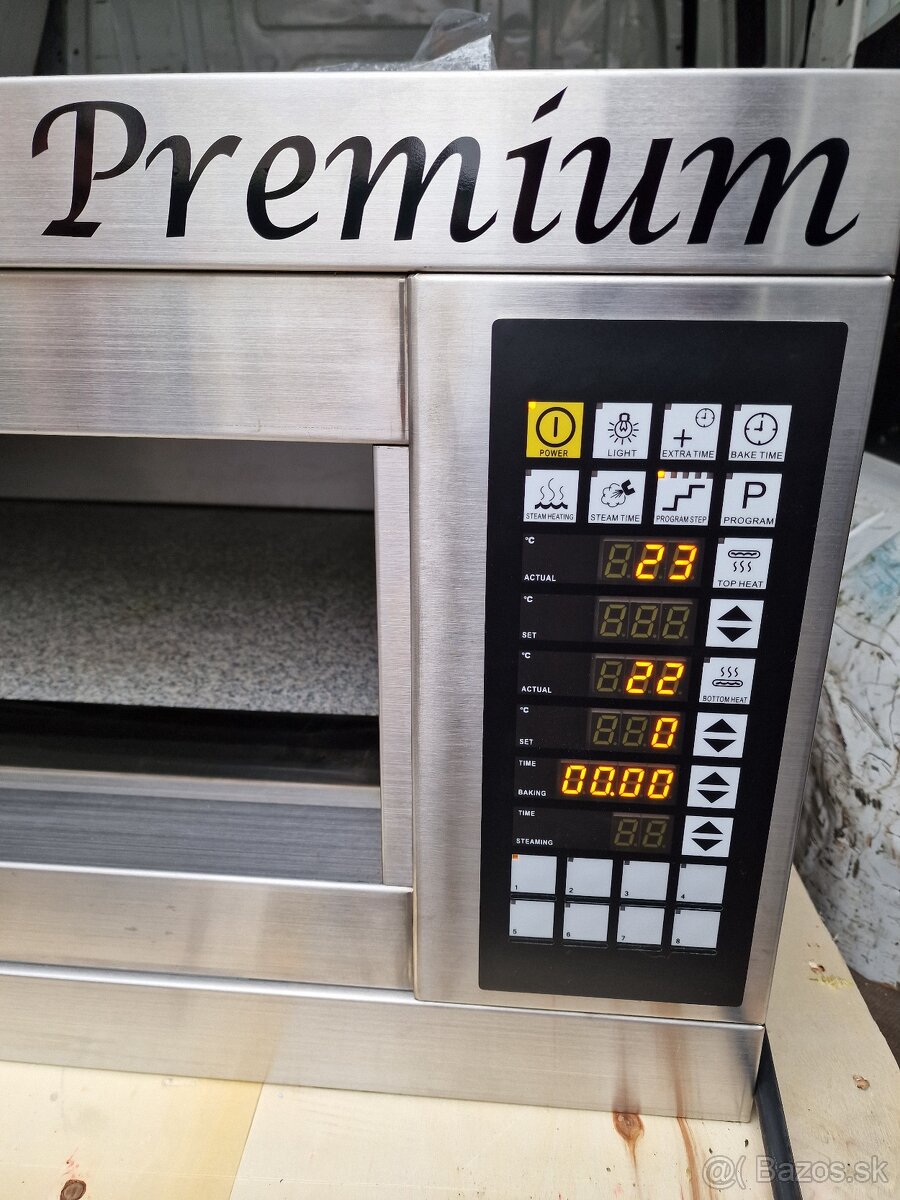 Premium
POWER LIGHT EXTRA TIME BAKE TIME
STEAM HEATING STEAM TIME PROGRAM STEP P PROGRAM
°C ACTUAL 23 TOP HEAT
°C SET
°C ACTUAL 22 BOTTOM HEAT
°C SET 0
TIME BAKING 00.00
TIME STEAMING
1 2 3 4
5 6 7 8
@( Bazos.sk